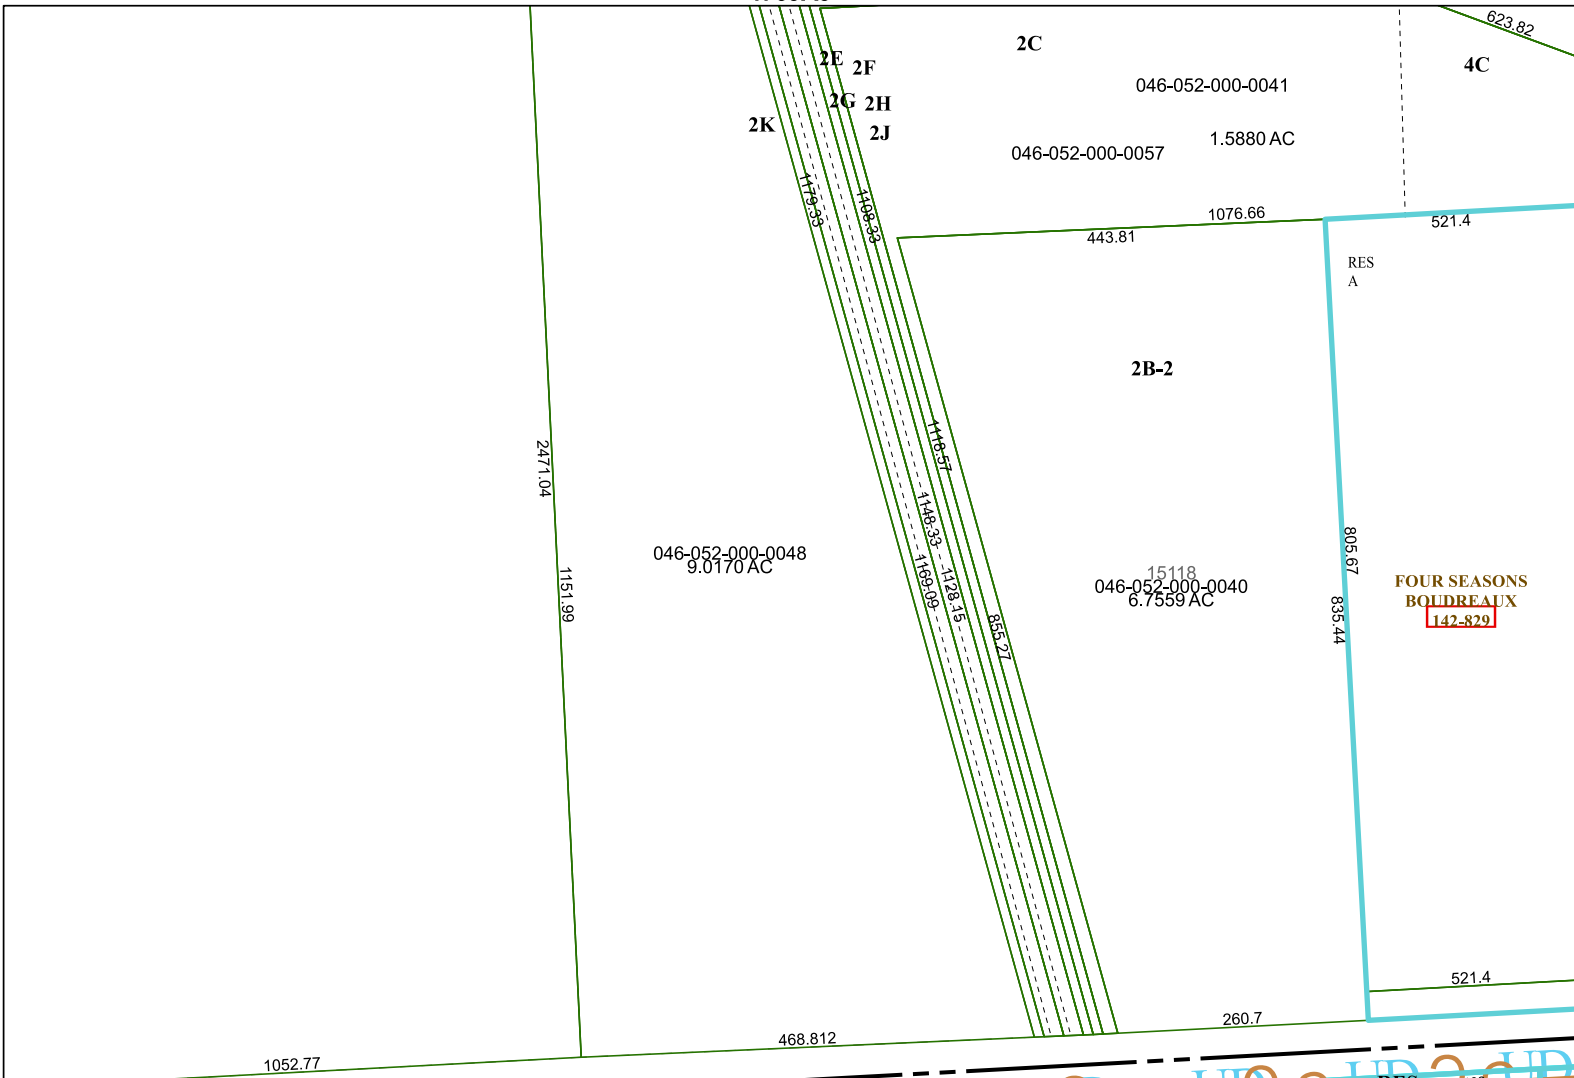 623.82
2C
2E
2F
4C
046-052-000-0041
2G
2H
2K
2J
1.5880 AC
046-052-000-0057
1179.33
1108.33
1076.66
521.4
443.81
RES
A
2B-2
1118.57
2471.04
1148.33
805.67
046-052-000-0048
9.0170 AC
15118
046-052-000-0040
6.7559 AC
1151.99
1169.09
1128.15
855.27
835.44
FOUR SEASONS
BOUDREAUX
142-829
521.4
260.7
468.812
1052.77